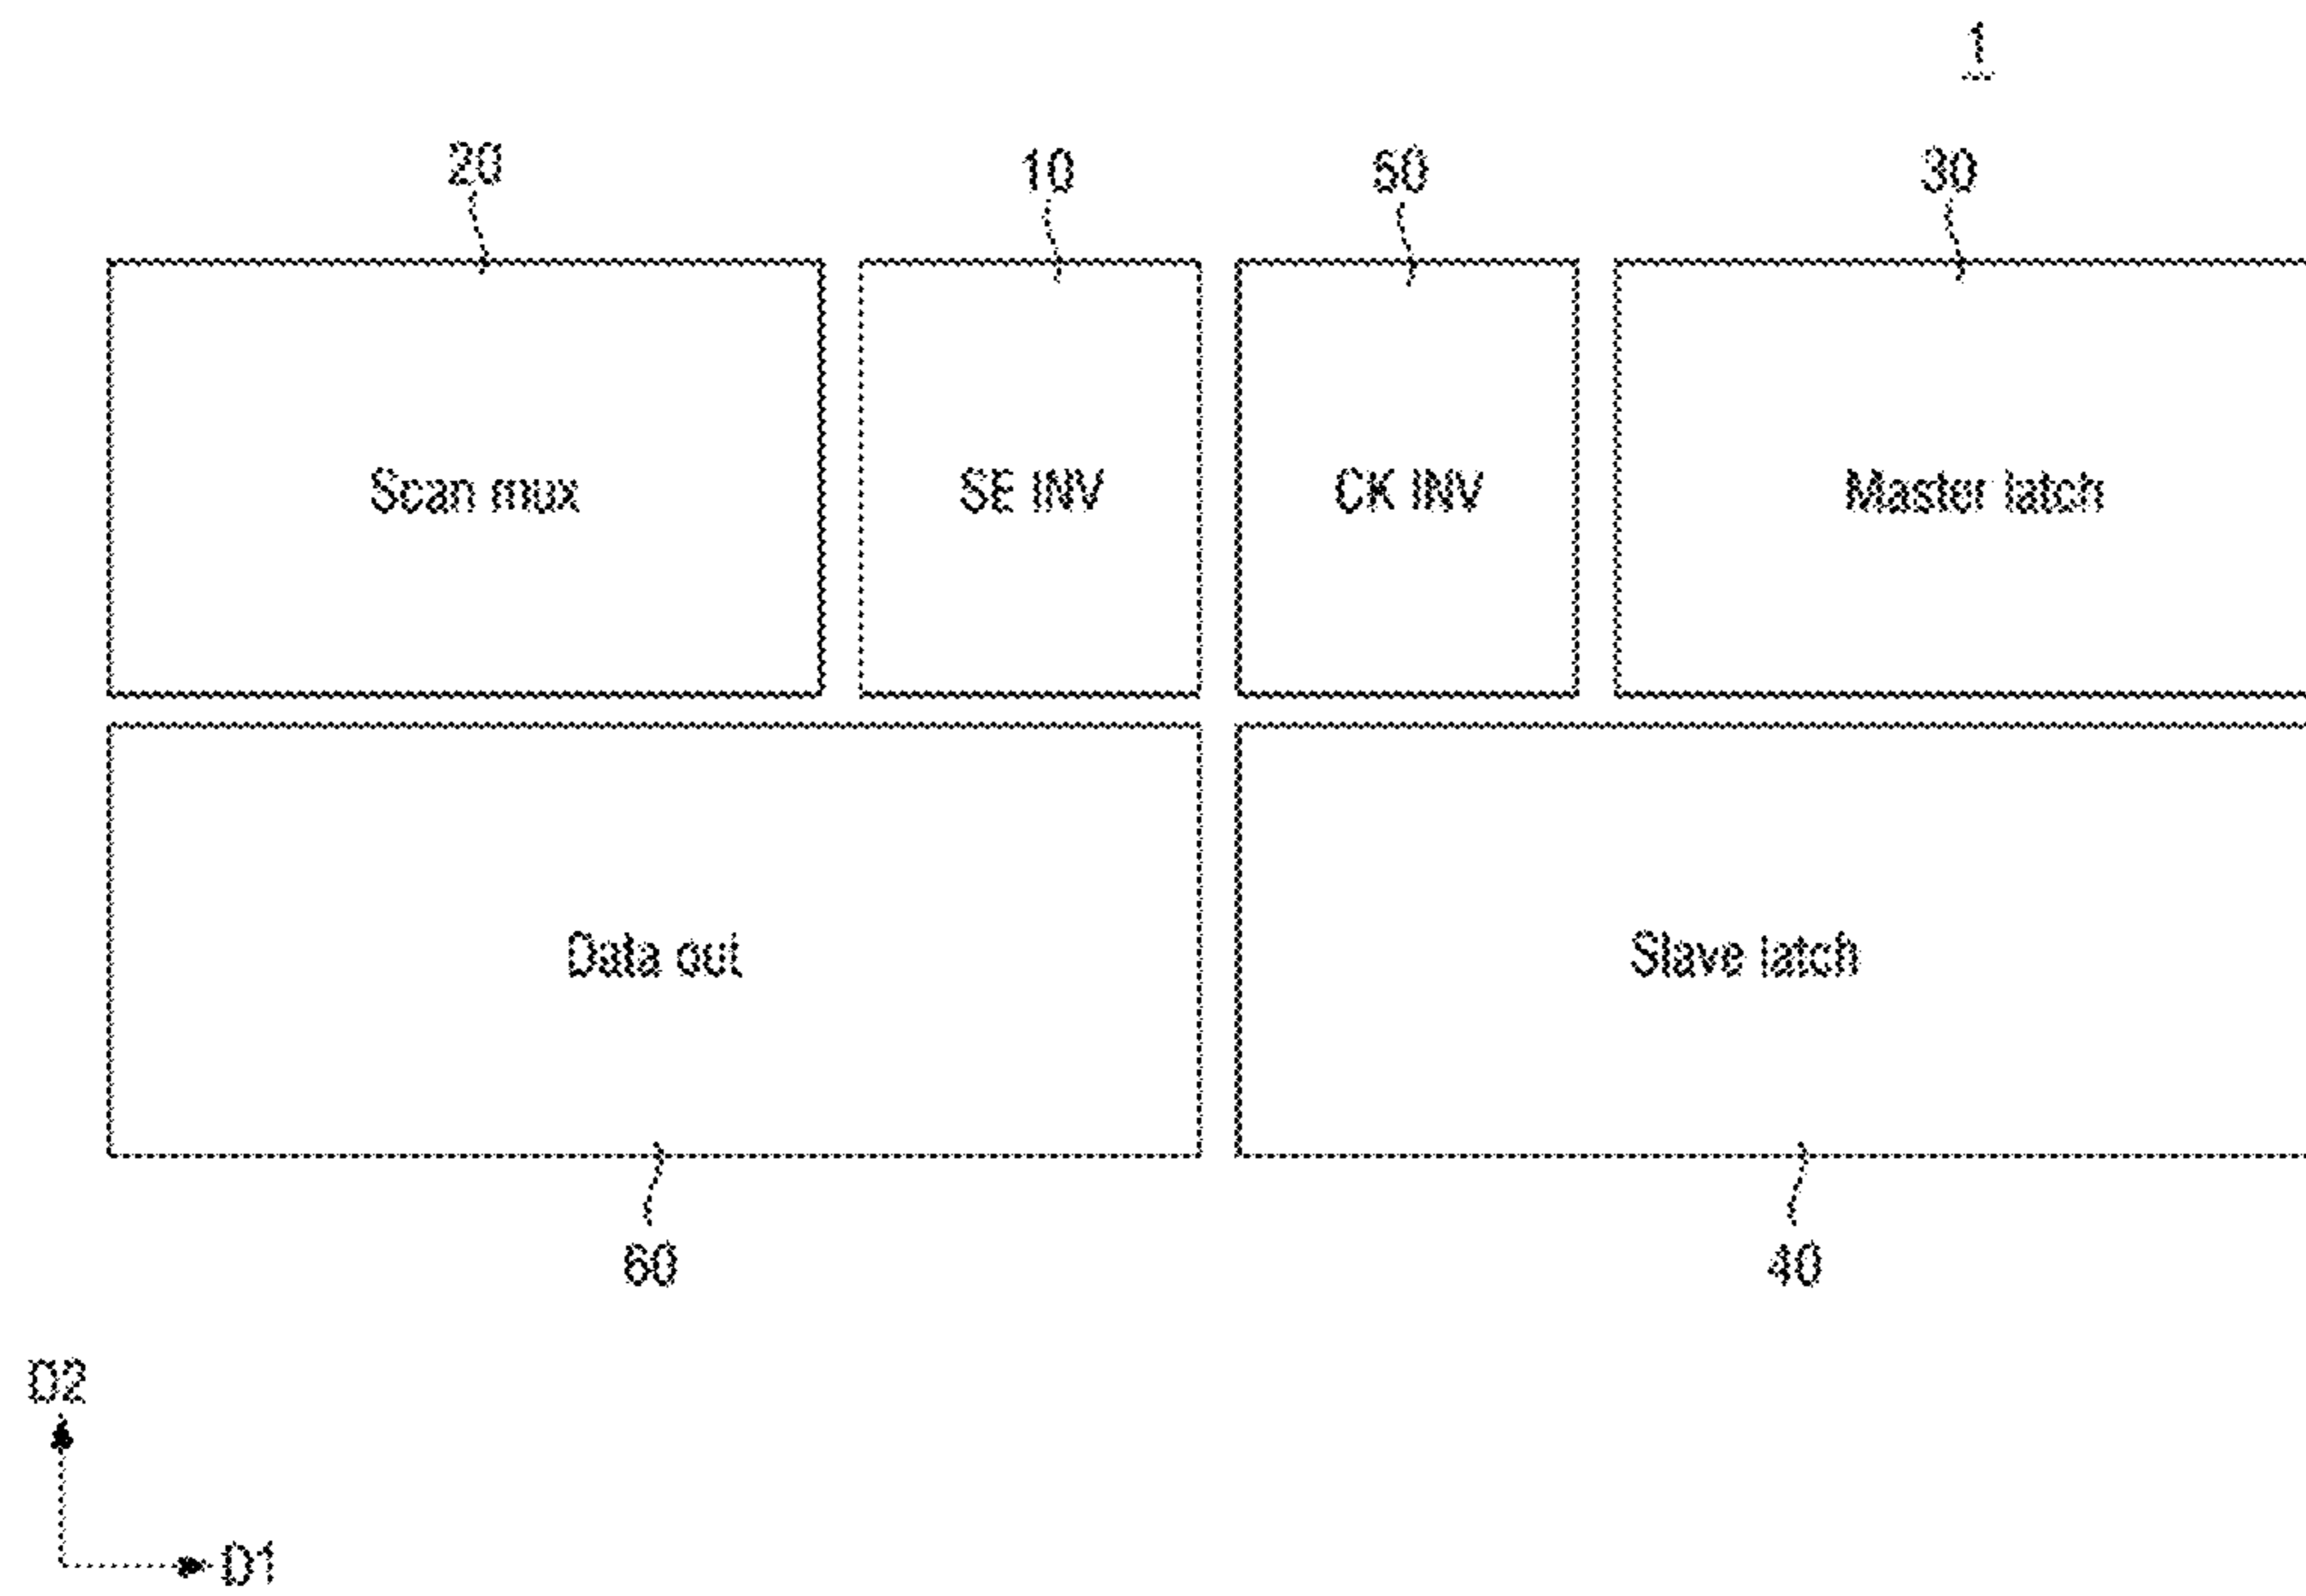 1
20 10 50 30
Scan mux SE INV CK INV Master latch
Data out Slave latch
60 40
D2
D1